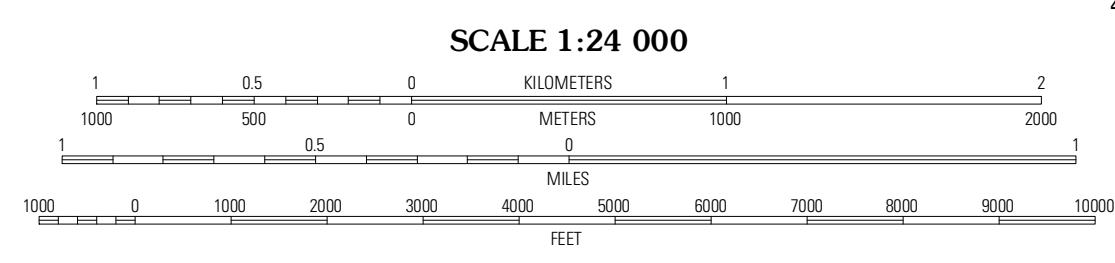 SCALE 1:24 000
1 0.5 0 KILOMETERS 1 2
1000 500 0 METERS 1000 2000
1 0.5 0 1
MILES
1000 0 1000 2000 3000 4000 5000 6000 7000 8000 9000 10000
FEET